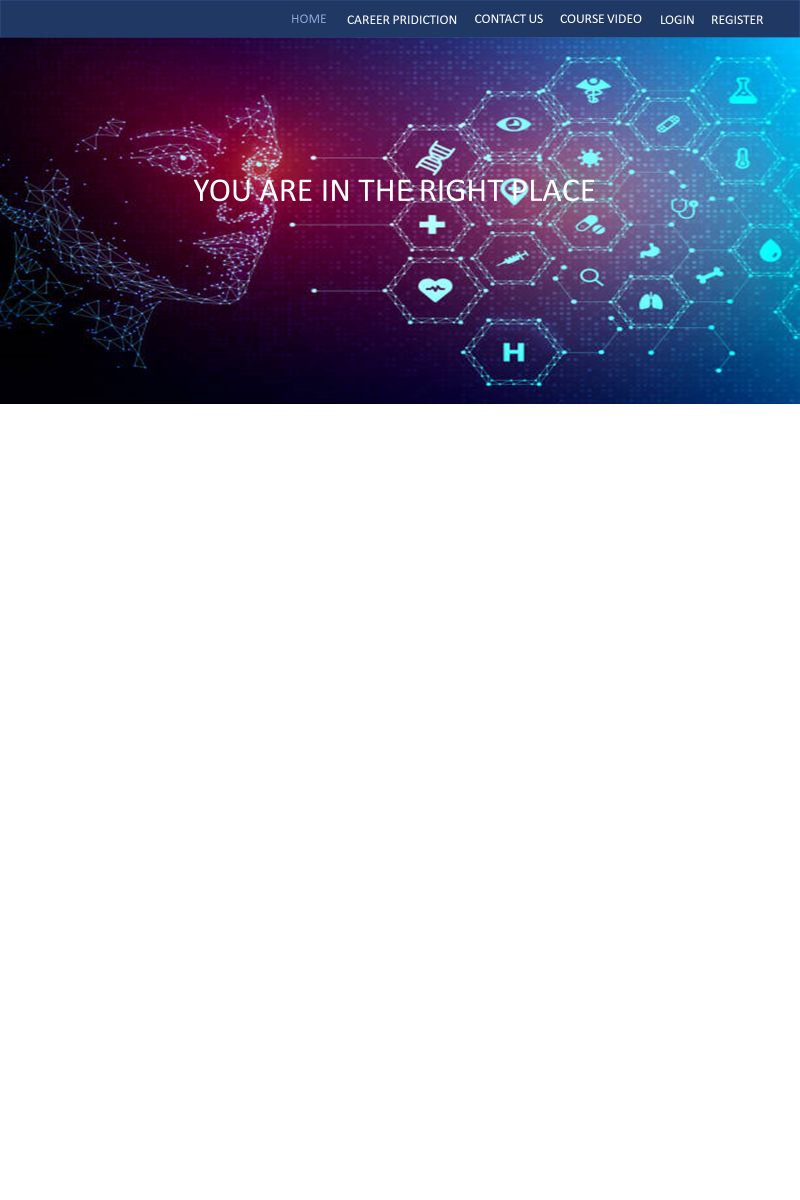 HOME CAREER PRIDICTION CONTACT US COURSE VIDEO LOGIN REGISTER
YOU ARE IN THE RIGHT PLACE
H